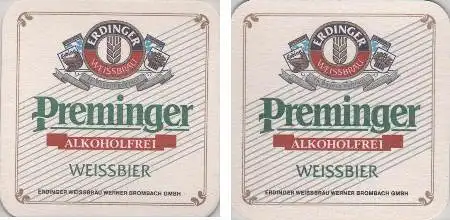 ERDINGER
WEISSBRÄU
Preminger
ALKOHOLFREI
WEISSBIER
ERDINGER WEISSBRÄU WERNER BROMBACH GMBH
ERDINGER
WEISSBRÄU
Preminger
ALKOHOLFREI
WEISSBIER
ERDINGER WEISSBRÄU WERNER BROMBACH GMBH